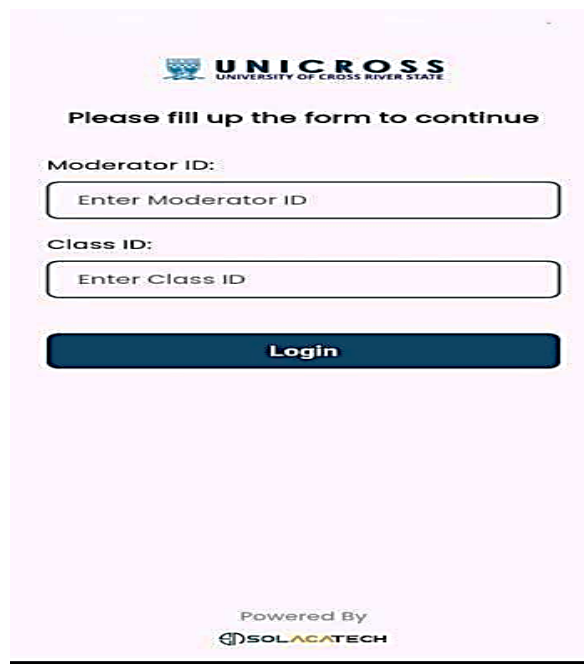 UNICROSS
UNIVERSITY OF CROSS RIVER STATE
Please fill up the form to continue
Moderator ID:
Enter Moderator ID
Class ID:
Enter Class ID
Login
Powered By
SOLACATECH